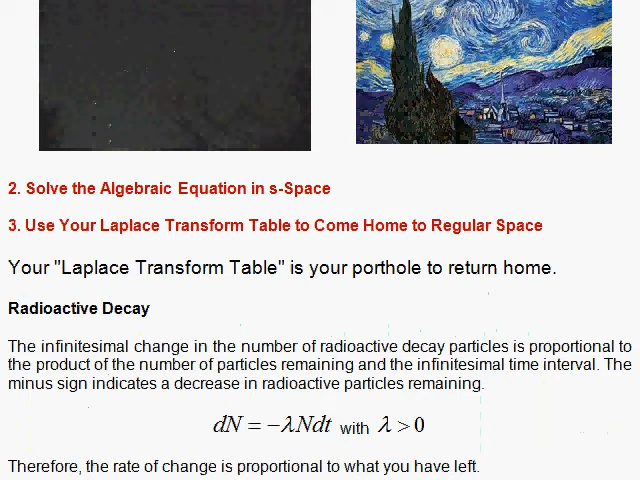 2. Solve the Algebraic Equation in s-Space
3. Use Your Laplace Transform Table to Come Home to Regular Space
Your "Laplace Transform Table" is your porthole to return home.
Radioactive Decay
The infinitesimal change in the number of radioactive decay particles is proportional to
the product of the number of particles remaining and the infinitesimal time interval. The
minus sign indicates a decrease in radioactive particles remaining.
dN = −λNdt with λ > 0
Therefore, the rate of change is proportional to what you have left.